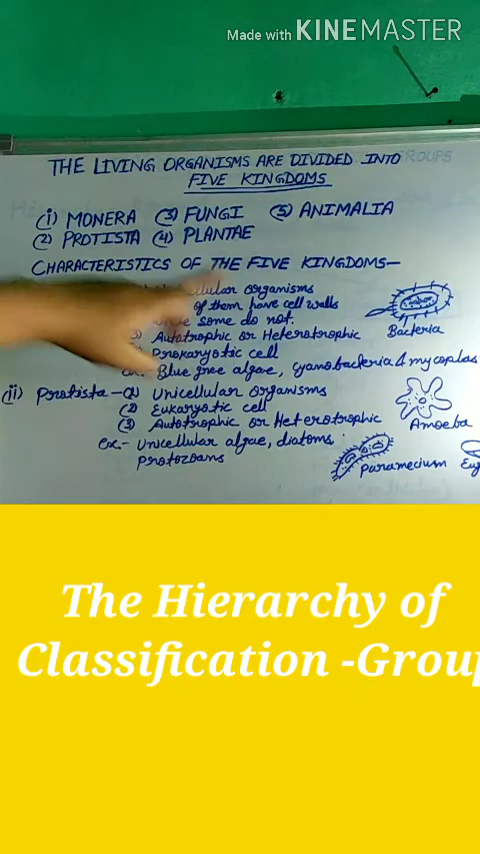 Made with KINEMASTER
THE LIVING ORGANISMS ARE DIVIDED INTO GROUPS
FIVE KINGDOMS
(i) MONERA (3) FUNGI (5) ANIMALIA
(2) PROTISTA (4) PLANTAE
CHARACTERISTICS OF THE FIVE KINGDOMS—
organisms
of them have cell walls
some do not.
Autotrophic or Heterotrophic
Bacteria
Prokaryotic cell
Blue gree algae, cyanobacteria & mycoplas
(ii) Protista - (1) Unicellular organisms
(2) Eukaryotic cell
(3) Autotrophic or Heterotrophic
Amoeba
ex.- Unicellular algae, diatoms
protozoans
Paramecium Eug
The Hierarchy of
Classification -Group